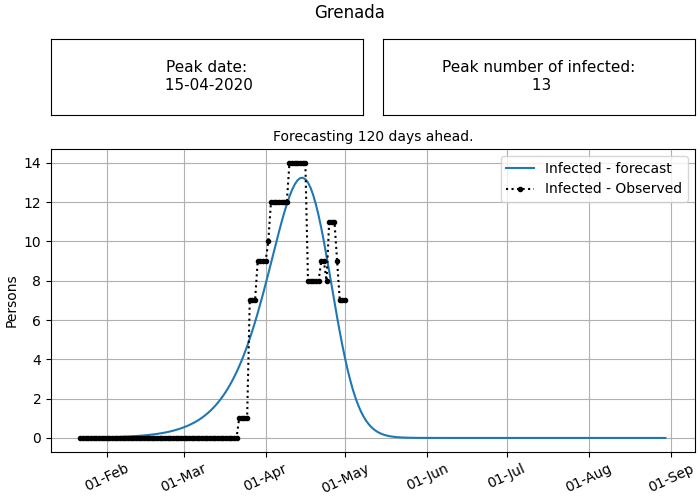 Grenada
Peak date:
15-04-2020
Peak number of infected:
13
Forecasting 120 days ahead.
Infected - forecast
Infected - Observed
Persons
14
12
10
8
6
4
2
0
01-Feb
01-Mar
01-Apr
01-May
01-Jun
01-Jul
01-Aug
01-Sep